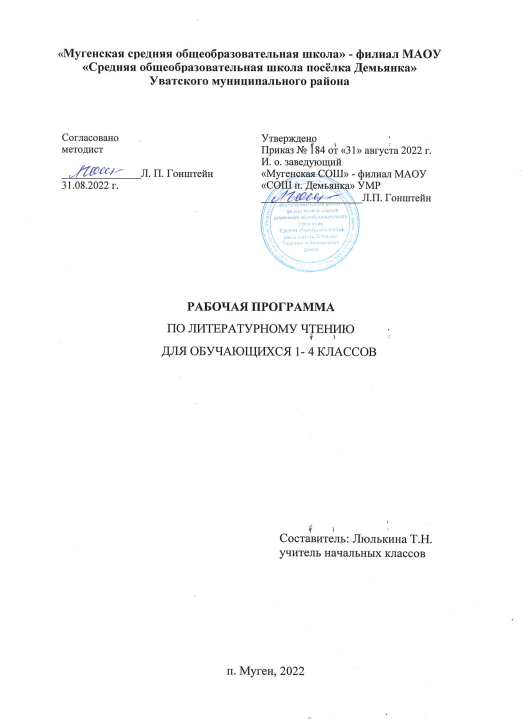 «Мугенская средняя общеобразовательная школа» - филиал МАОУ
«Средняя общеобразовательная школа посёлка Демьянка»
Уватского муниципального района
Согласовано
методист
Л. П. Гонштейн
31.08.2022 г.
Утверждено
Приказ № 184 от «31» августа 2022 г.
И. о. заведующий
«Мугенская СОШ» - филиал МАОУ
«СОШ п. Демьянка» УМР
Л.П. Гонштейн
РАБОЧАЯ ПРОГРАММА
ПО ЛИТЕРАТУРНОМУ ЧТЕНИЮ
ДЛЯ ОБУЧАЮЩИХСЯ 1- 4 КЛАССОВ
Составитель: Люлькина Т.Н.
учитель начальных классов
п. Муген, 2022